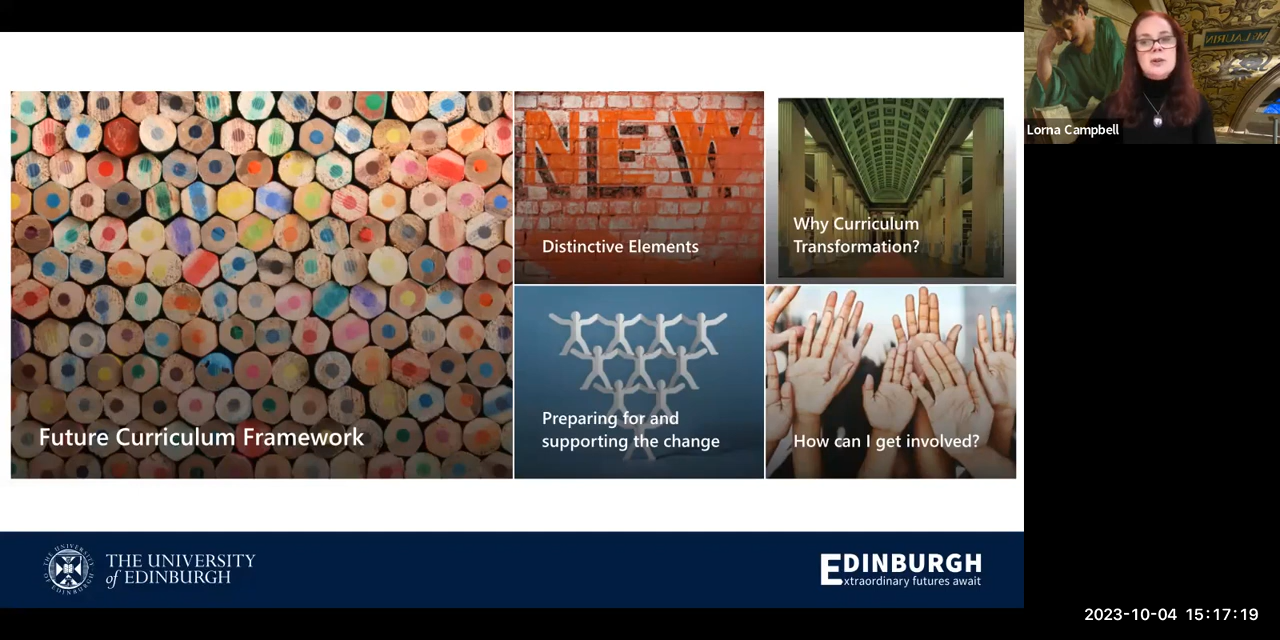 NEW
Distinctive Elements
Why Curriculum
Transformation?
Future Curriculum Framework
Preparing for and
supporting the change
How can I get involved?
THE UNIVERSITY
of EDINBURGH
EDINBURGH
xtraordinary futures await
Lorna Campbell
2023-10-04 15:17:19